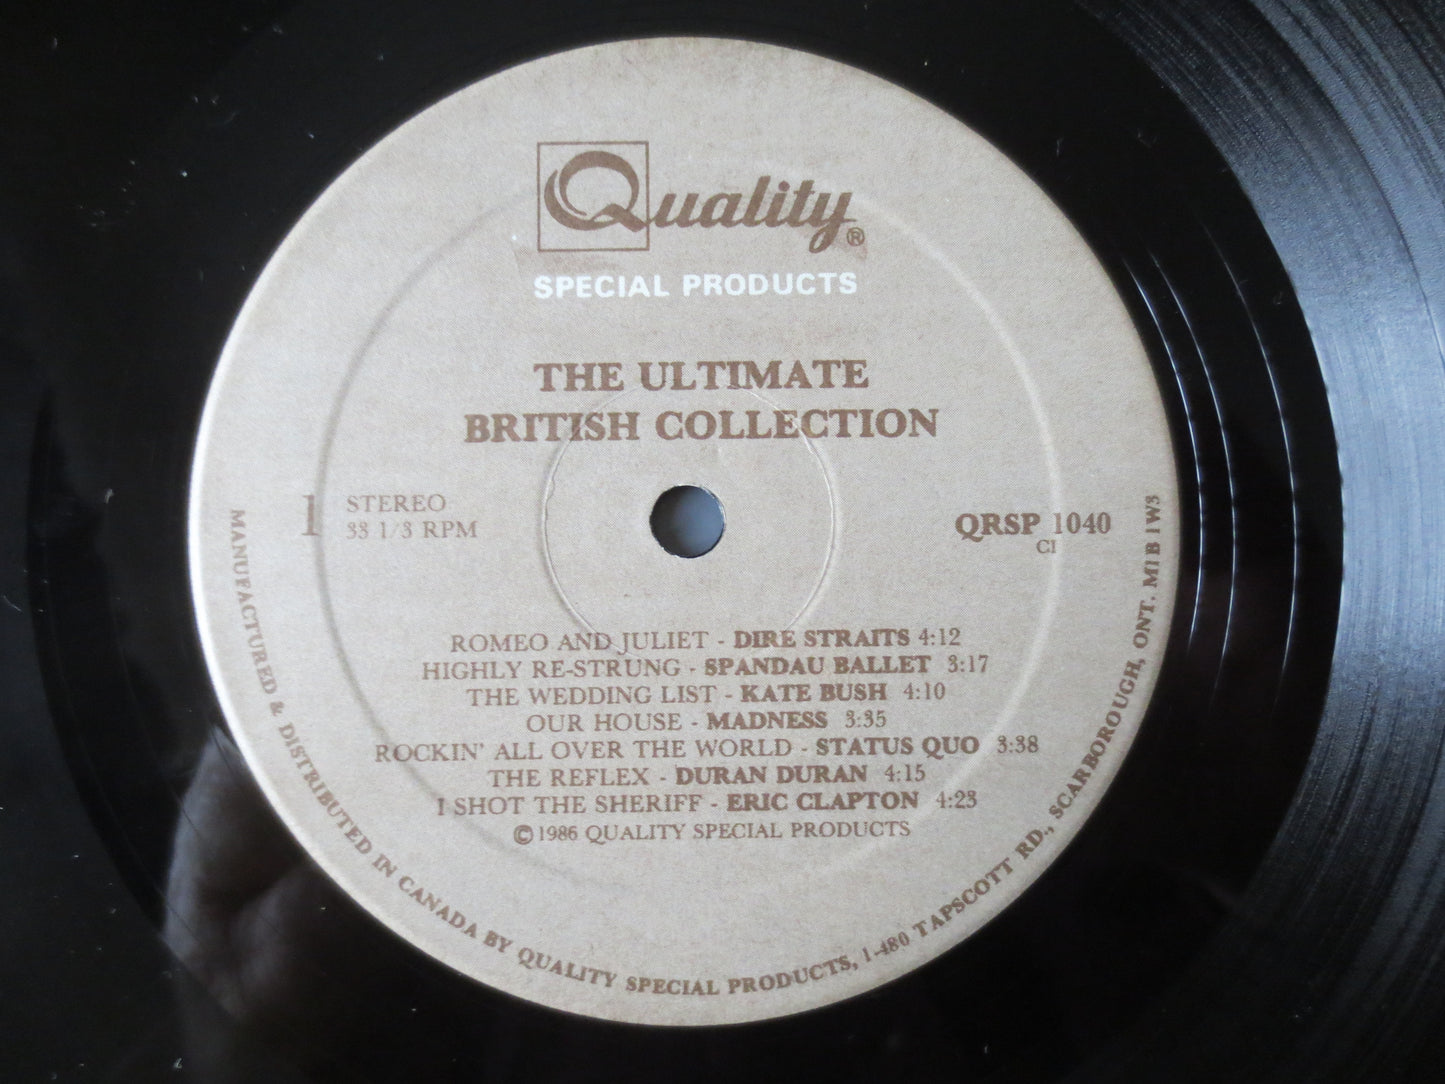 Quality®
SPECIAL PRODUCTS
THE ULTIMATE
BRITISH COLLECTION
1 STEREO
33 1/3 RPM
QRSP 1040
CI
ROMEO AND JULIET - DIRE STRAITS 4:12
HIGHLY RE-STRUNG - SPANDAU BALLET 3:17
THE WEDDING LIST - KATE BUSH 4:10
OUR HOUSE - MADNESS 3:35
ROCKIN' ALL OVER THE WORLD - STATUS QUO 3:38
THE REFLEX - DURAN DURAN 4:15
I SHOT THE SHERIFF - ERIC CLAPTON 4:23
©1986 QUALITY SPECIAL PRODUCTS
MANUFACTURED & DISTRIBUTED IN CANADA BY QUALITY SPECIAL PRODUCTS, 1-480 TAPSCOTT RD., SCARBOROUGH, ONT. M1B 1W3